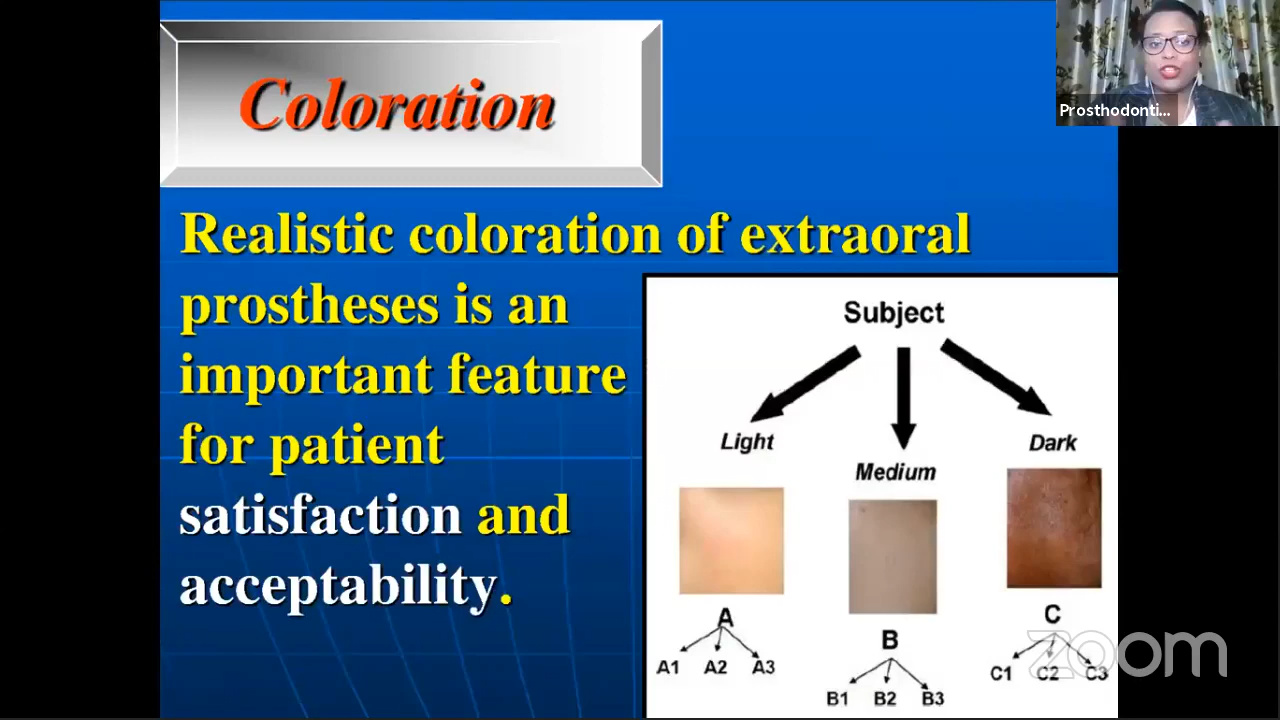 Coloration
Prosthodonti...
Realistic coloration of extraoral
prostheses is an
important feature
for patient
satisfaction and
acceptability.
Subject
Light
Medium
Dark
A
B
C
A1 A2 A3
B1 B2 B3
C1 C2 C3
zoom